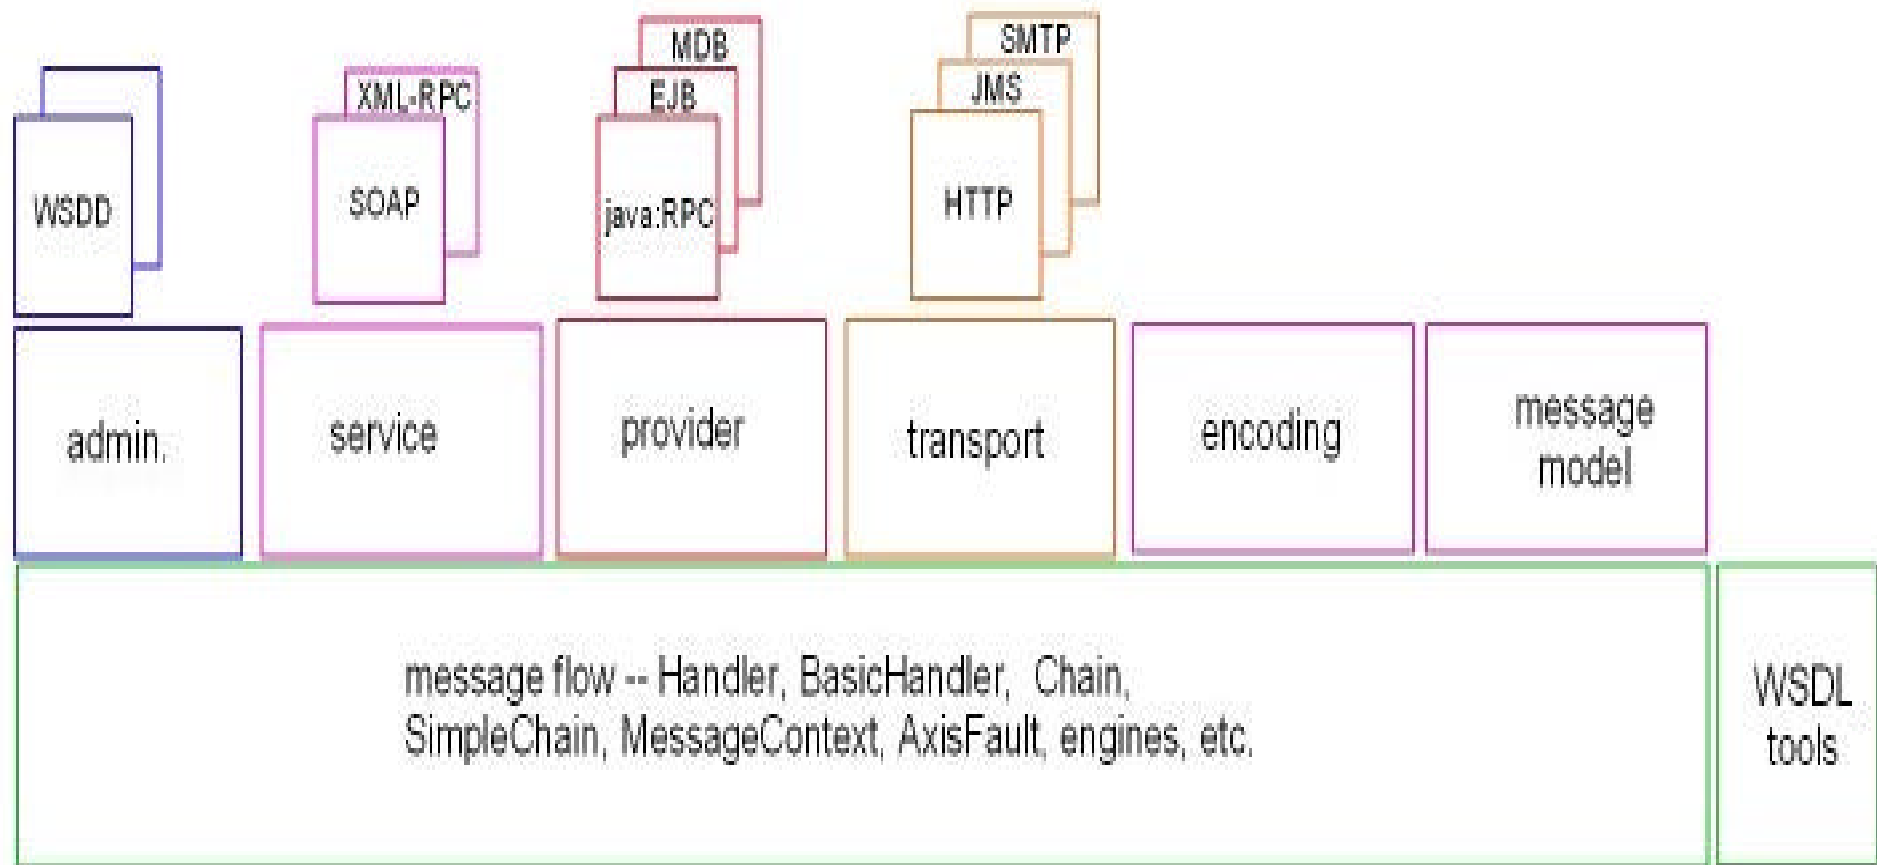 MDB
SMTP
XML-RPC
EJB
JMS
WSDD
SOAP
java:RPC
HTTP
admin.
service
provider
transport
encoding
message
model
message flow -- Handler, BasicHandler, Chain,
SimpleChain, MessageContext, AxisFault, engines, etc.
WSDL
tools